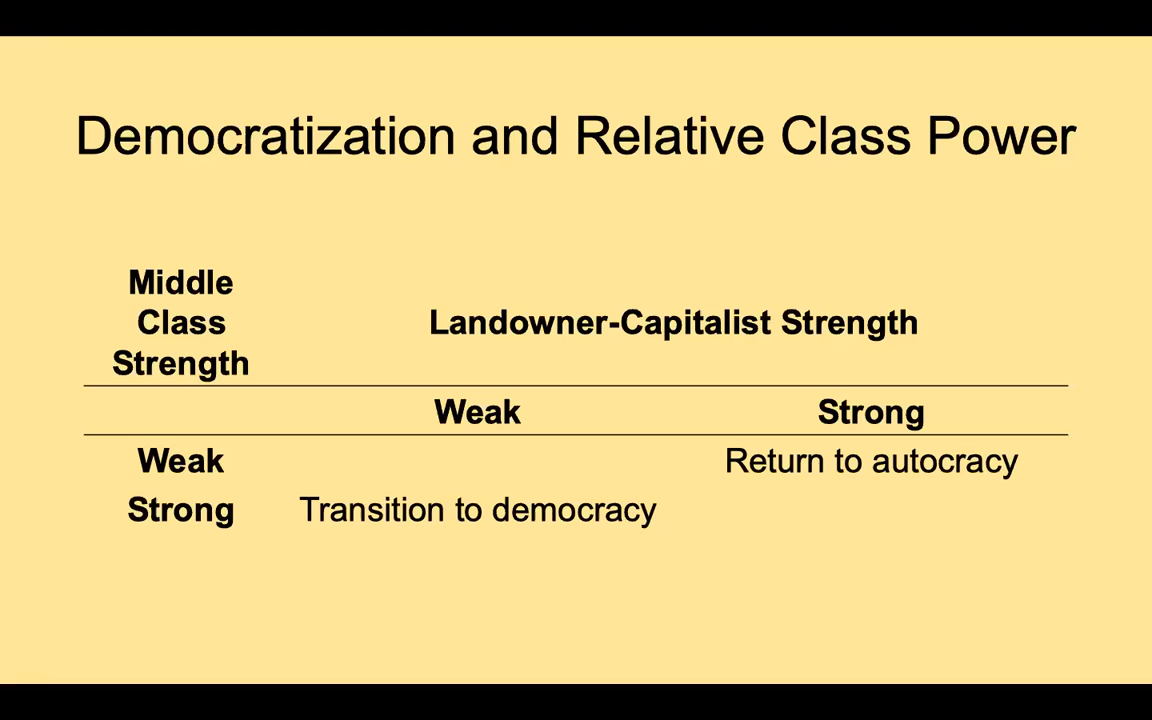 Democratization and Relative Class Power
Middle
Class
Strength
Landowner-Capitalist Strength
Weak Strong
Weak Return to autocracy
Strong Transition to democracy